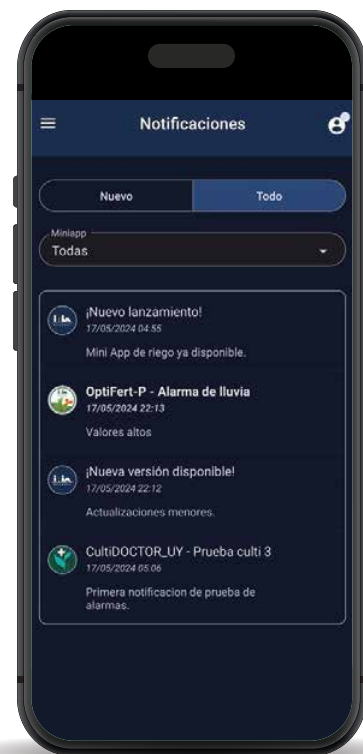 Notificaciones
Nuevo
Todo
Miniapp
Todas
¡Nuevo lanzamiento!
17/05/2024 04:55
Mini App de riego ya disponible.
OptiFert-P - Alarma de lluvia
17/05/2024 22:13
Valores altos
¡Nueva versión disponible!
17/05/2024 22:12
Actualizaciones menores.
CultiDOCTOR_UY - Prueba culti 3
17/05/2024 05:06
Primera notificacion de prueba de
alarmas.